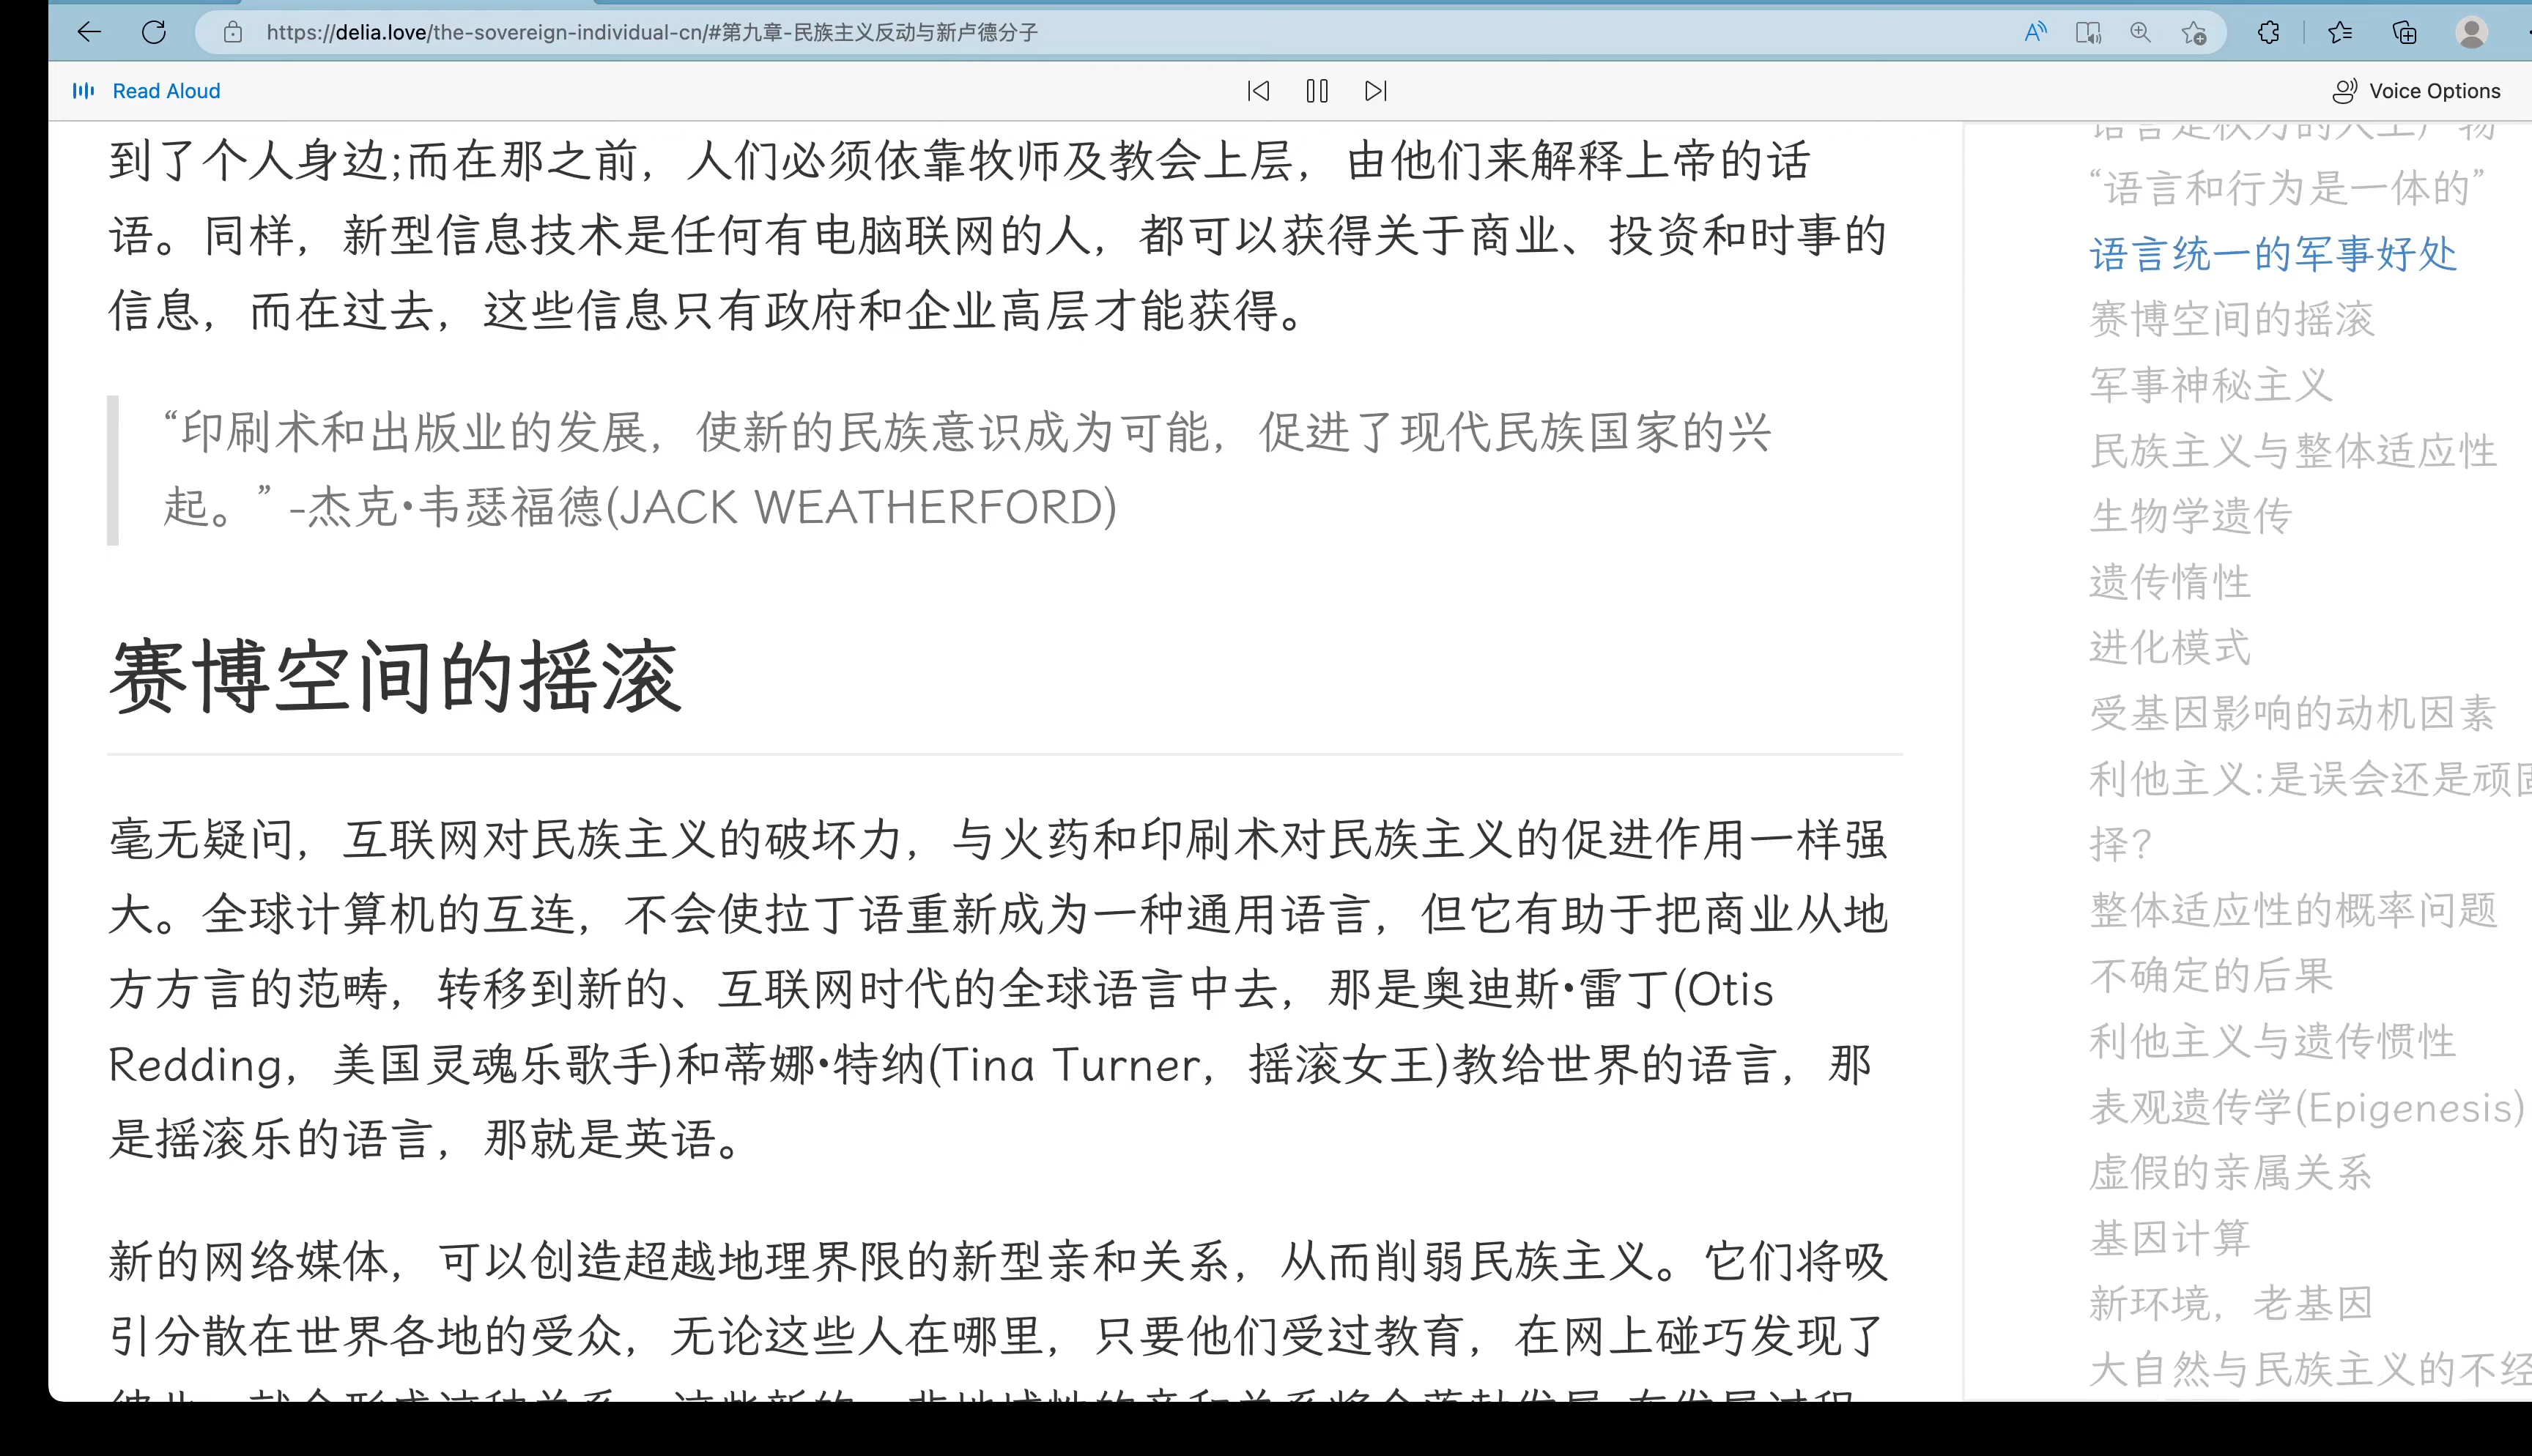 https://delia.love/the-sovereign-individual-cn/#第九章-民族主义反动与新卢德分子
Read Aloud
Voice Options
到了个人身边;而在那之前，人们必须依靠牧师及教会上层，由他们来解释上帝的话
语。同样，新型信息技术是任何有电脑联网的人，都可以获得关于商业、投资和时事的
信息，而在过去，这些信息只有政府和企业高层才能获得。
“印刷术和出版业的发展，使新的民族意识成为可能，促进了现代民族国家的兴
起。” -杰克•韦瑟福德(JACK WEATHERFORD)
赛博空间的摇滚
毫无疑问，互联网对民族主义的破坏力，与火药和印刷术对民族主义的促进作用一样强
大。全球计算机的互连，不会使拉丁语重新成为一种通用语言，但它有助于把商业从地
方方言的范畴，转移到新的、互联网时代的全球语言中去，那是奥迪斯•雷丁(Otis
Redding，美国灵魂乐歌手)和蒂娜•特纳(Tina Turner，摇滚女王)教给世界的语言，那
是摇滚乐的语言，那就是英语。
新的网络媒体，可以创造超越地理界限的新型亲和关系，从而削弱民族主义。它们将吸
引分散在世界各地的受众，无论这些人在哪里，只要他们受过教育，在网上碰巧发现了
语言是权力的人工产物
“语言和行为是一体的”
语言统一的军事好处
赛博空间的摇滚
军事神秘主义
民族主义与整体适应性
生物学遗传
遗传惰性
进化模式
受基因影响的动机因素
利他主义:是误会还是顽固
择?
整体适应性的概率问题
不确定的后果
利他主义与遗传惯性
表观遗传学(Epigenesis)
虚假的亲属关系
基因计算
新环境，老基因
大自然与民族主义的不经